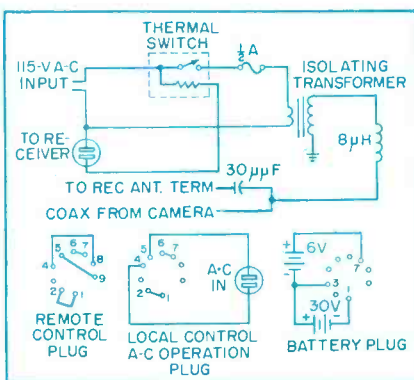 THERMAL
SWITCH
½A
115-V A-C
INPUT
ISOLATING
TRANSFORMER
TO RE-
CEIVER
8µH
30µµF
TO REC ANT. TERM
COAX FROM CAMERA
5 6 7
4 8
9
2 1
REMOTE
CONTROL
PLUG
5 6 7
4
2 1
A-C
IN
LOCAL CONTROL
A-C OPERATION
PLUG
+ 6V
-
7
3 1
30V
+ -
BATTERY PLUG